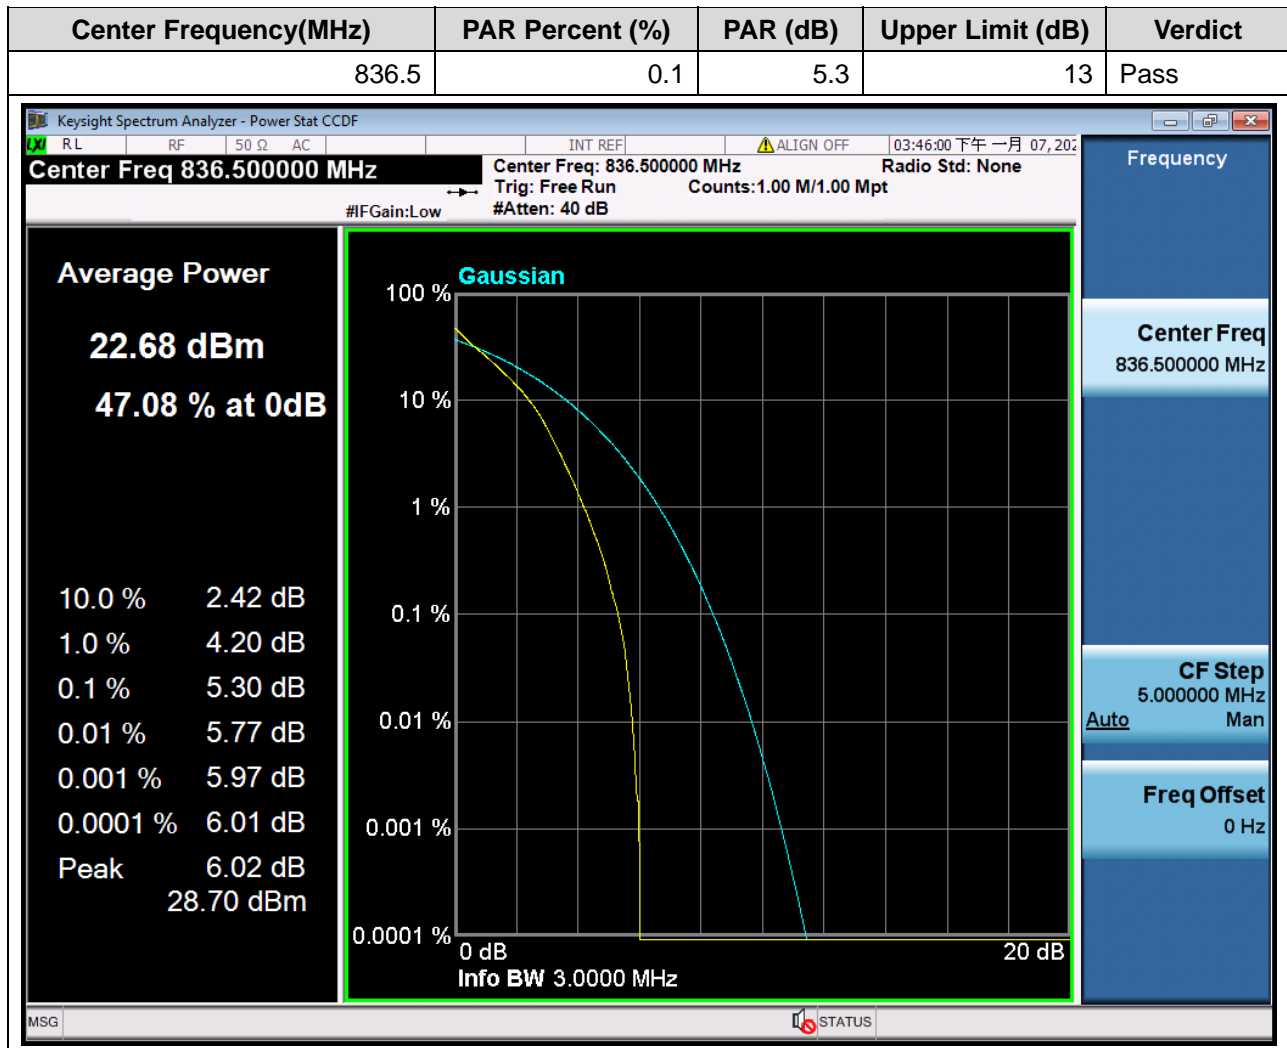 Center Frequency(MHz) PAR Percent (%) PAR (dB) Upper Limit (dB) Verdict
836.5 0.1 5.3 13 Pass
Keysight Spectrum Analyzer - Power Stat CCDF
LXI RL RF 50 Ω AC INT REF ALIGN OFF 03:46:00 下午 一月 07, 202
Center Freq 836.500000 MHz
#IFGain:Low
Center Freq: 836.500000 MHz
Trig: Free Run
#Atten: 40 dB
Counts:1.00 M/1.00 Mpt
Radio Std: None
Average Power
22.68 dBm
47.08 % at 0dB
10.0 % 2.42 dB
1.0 % 4.20 dB
0.1 % 5.30 dB
0.01 % 5.77 dB
0.001 % 5.97 dB
0.0001 % 6.01 dB
Peak 6.02 dB
28.70 dBm
Gaussian
100 %
10 %
1 %
0.1 %
0.01 %
0.001 %
0.0001 %
0 dB 20 dB
Info BW 3.0000 MHz
Frequency
Center Freq
836.500000 MHz
CF Step
5.000000 MHz
Auto Man
Freq Offset
0 Hz
MSG STATUS